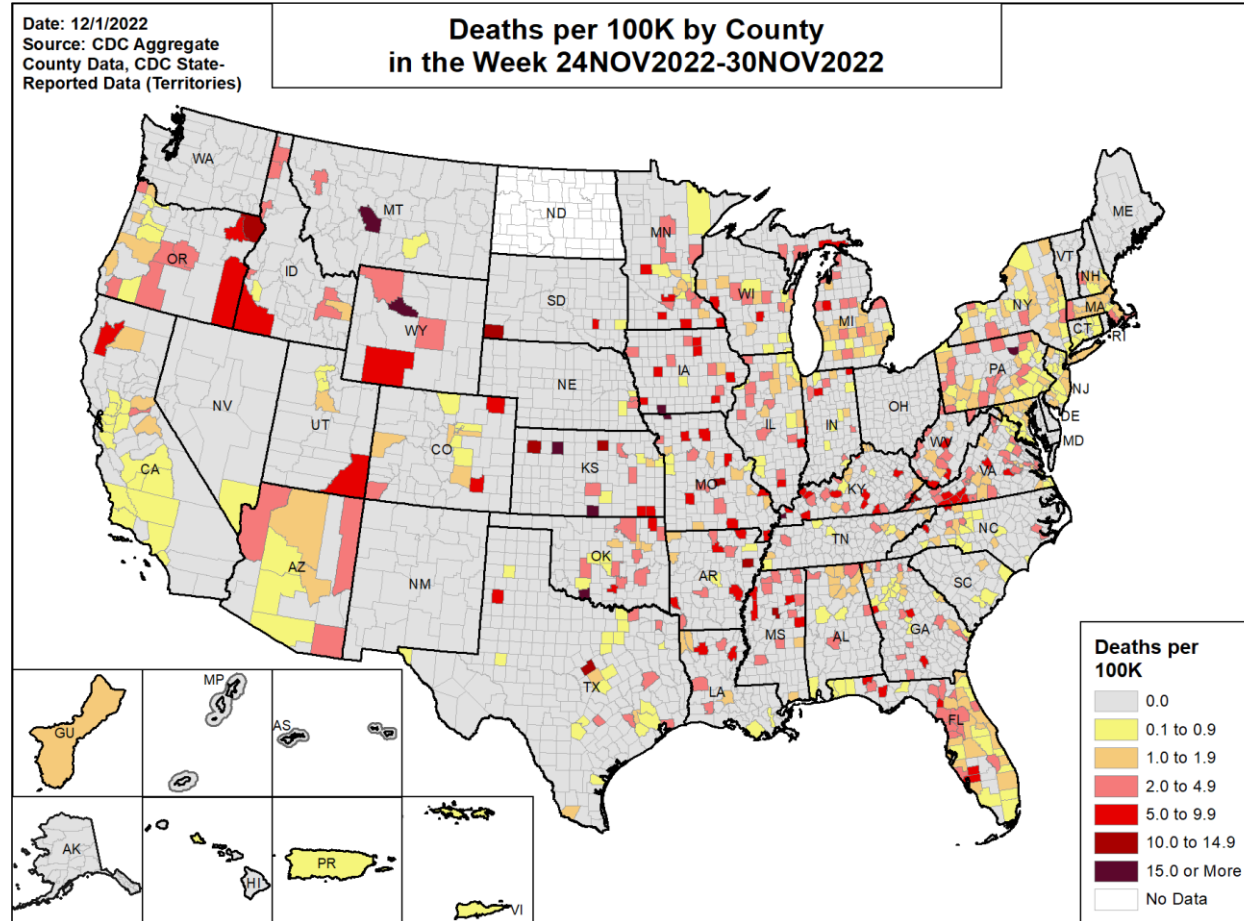 Date: 12/1/2022
Source: CDC Aggregate
County Data, CDC State-
Reported Data (Territories)
Deaths per 100K by County
in the Week 24NOV2022-30NOV2022
WA
MT
ND
MN
ME
OR
ID
SD
WI
MI
VT
NH
NY
MA
CT
RI
WY
NE
IA
PA
NJ
NV
UT
CO
IL
IN
OH
DE
MD
CA
KS
MO
WV
VA
KY
AZ
NM
OK
AR
TN
NC
SC
TX
LA
MS
AL
GA
FL
GU
MP
AS
AK
HI
PR
VI
Deaths per
100K
0.0
0.1 to 0.9
1.0 to 1.9
2.0 to 4.9
5.0 to 9.9
10.0 to 14.9
15.0 or More
No Data